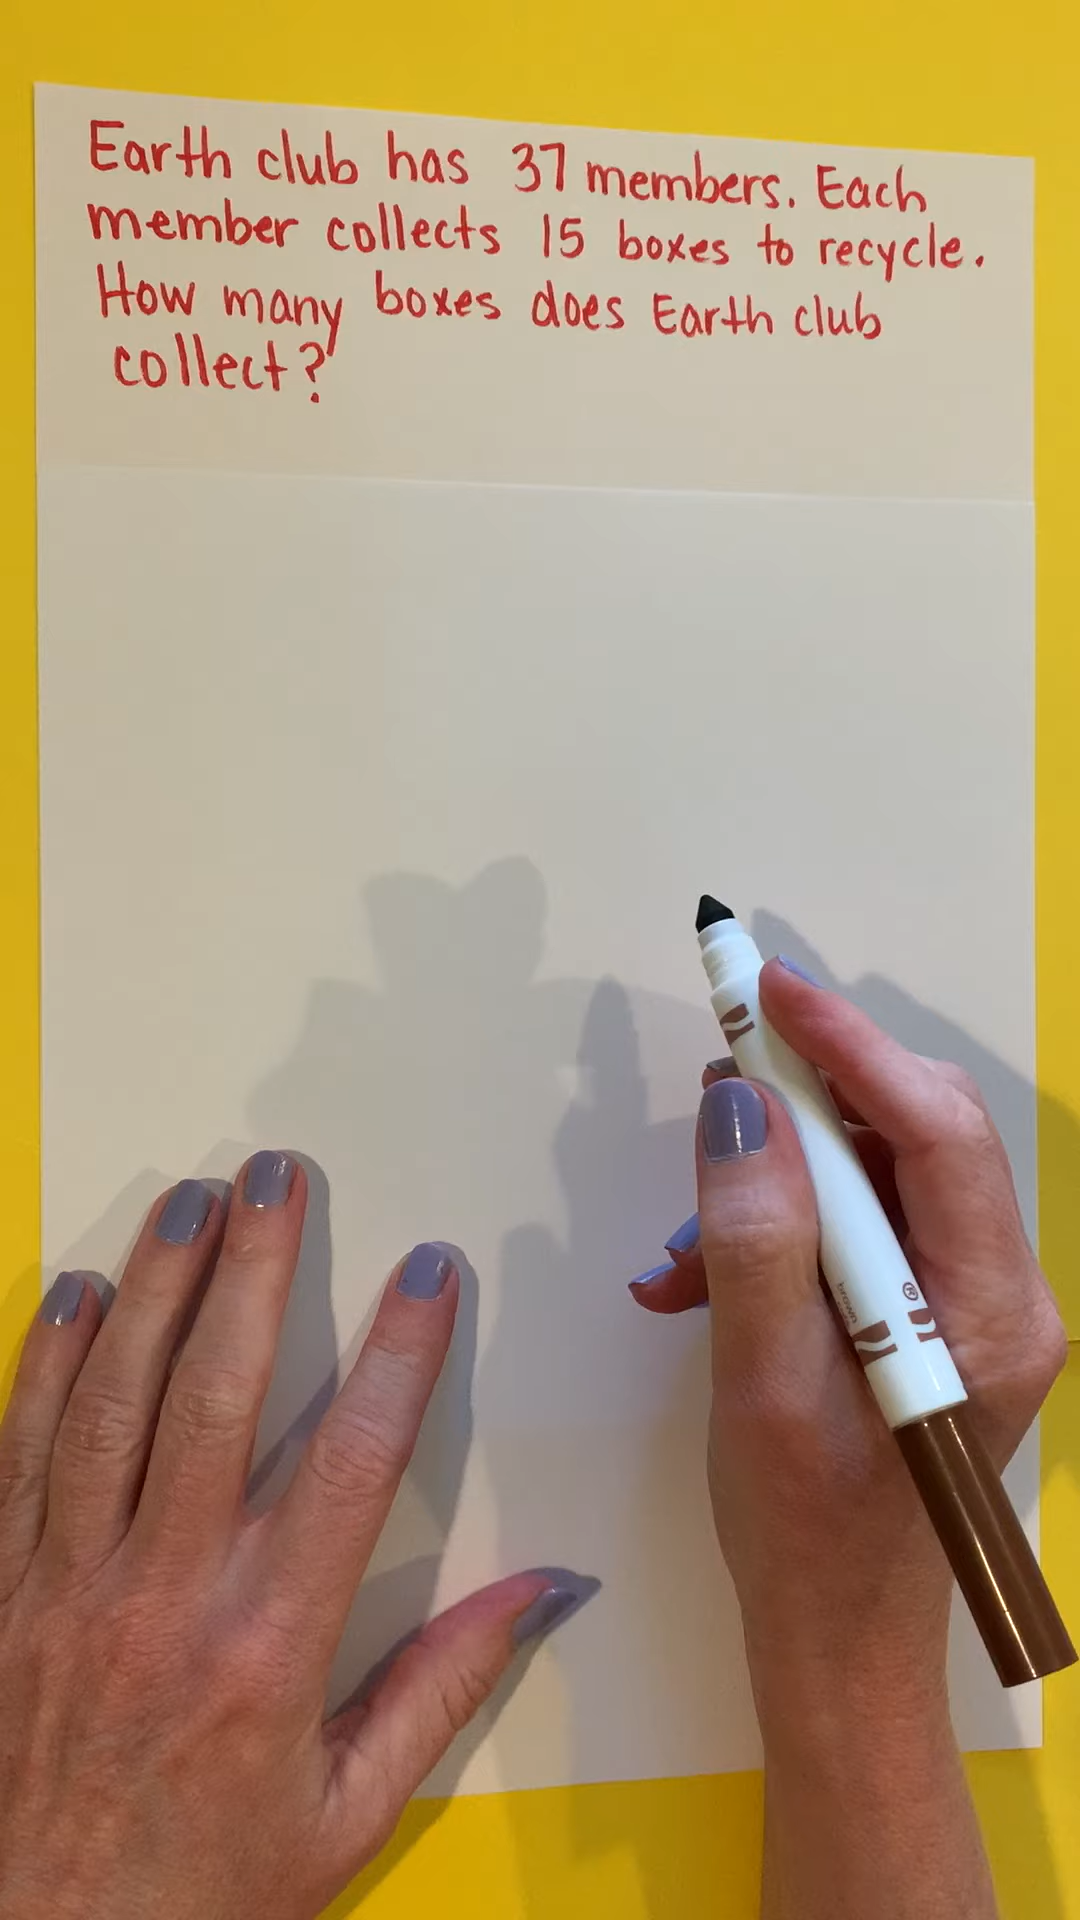 Earth club has 37 members. Each
member collects 15 boxes to recycle.
How many boxes does Earth club
collect?
brown
®